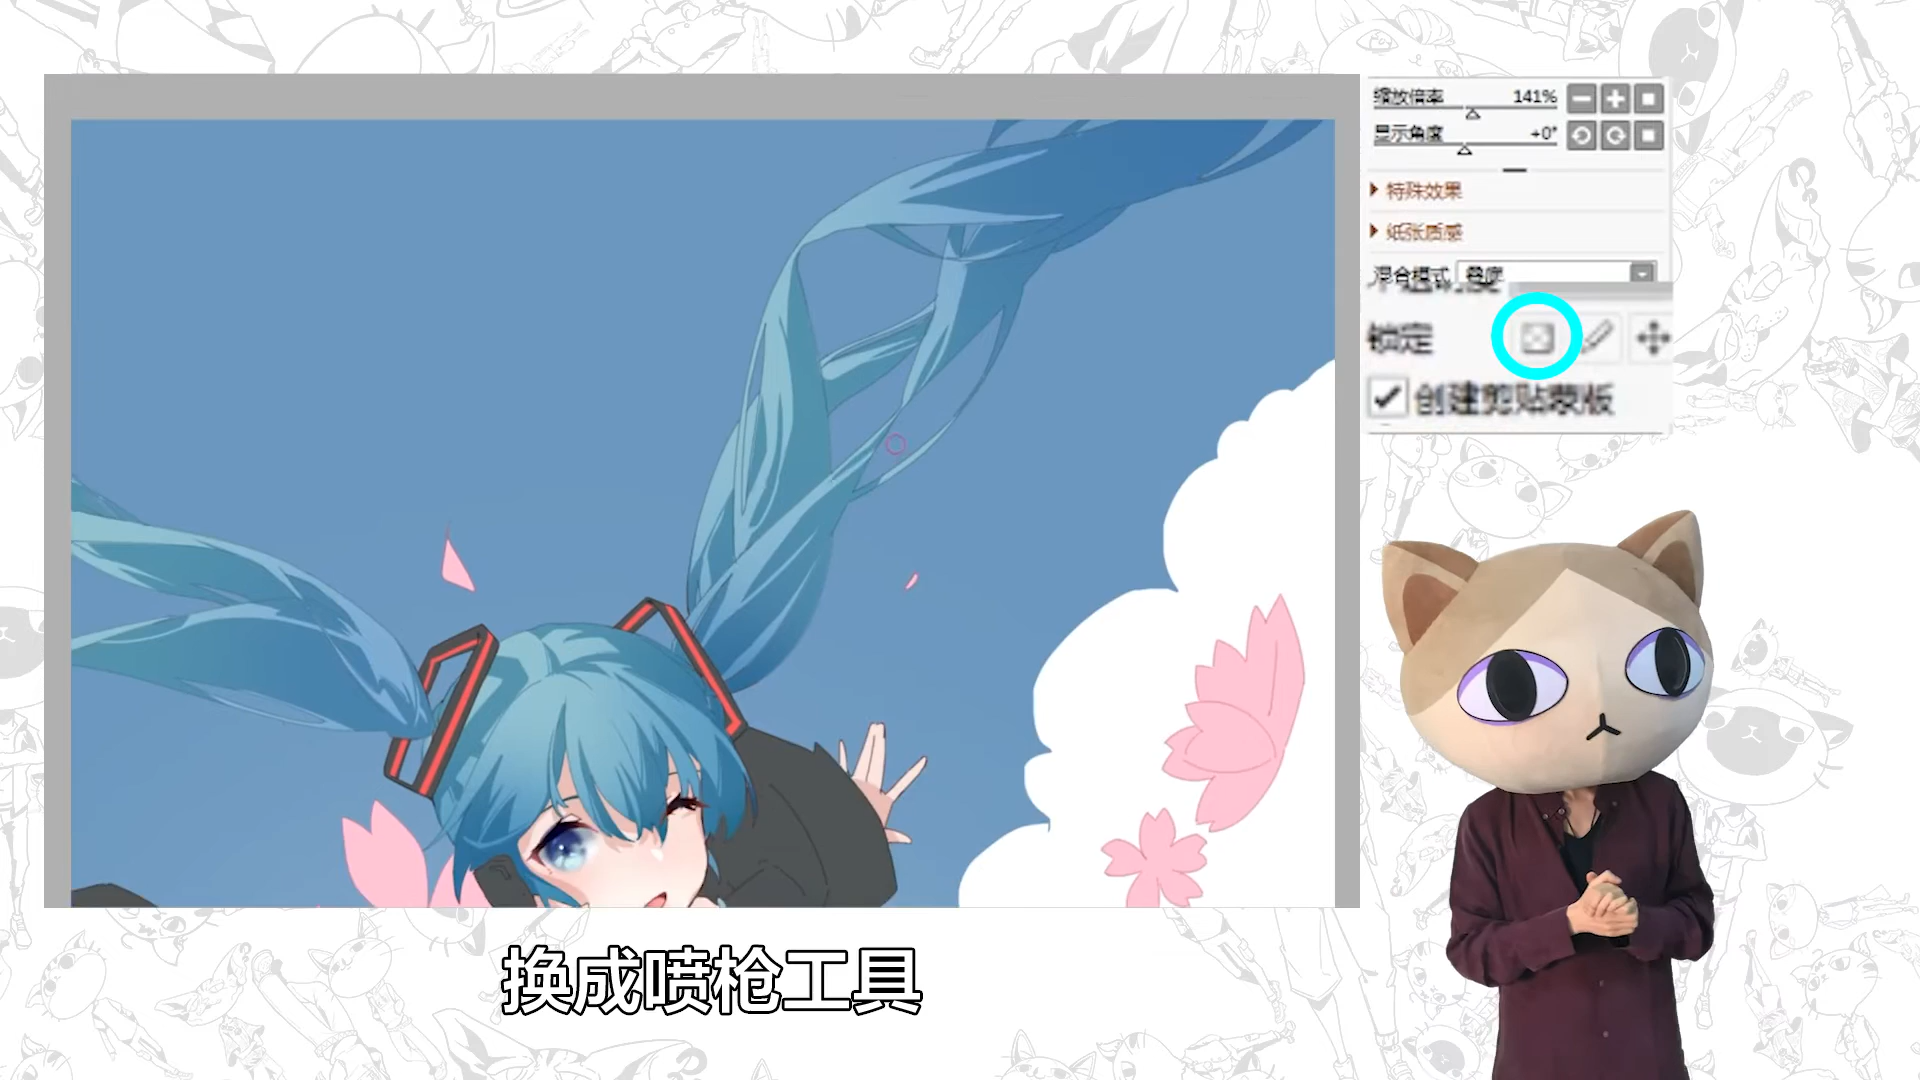 缩放倍率 141%
显示角度 +0°
特殊效果
纸张质感
混合模式
锁定
创建剪贴蒙版
换成喷枪工具